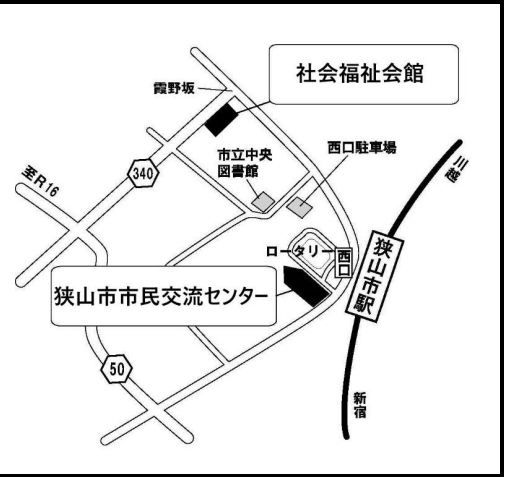 社会福祉会館
霞野坂
西口駐車場
市立中央
図書館
川越
340
至R16
ロータリー
西口
狭山市駅
狭山市市民交流センター
50
新宿